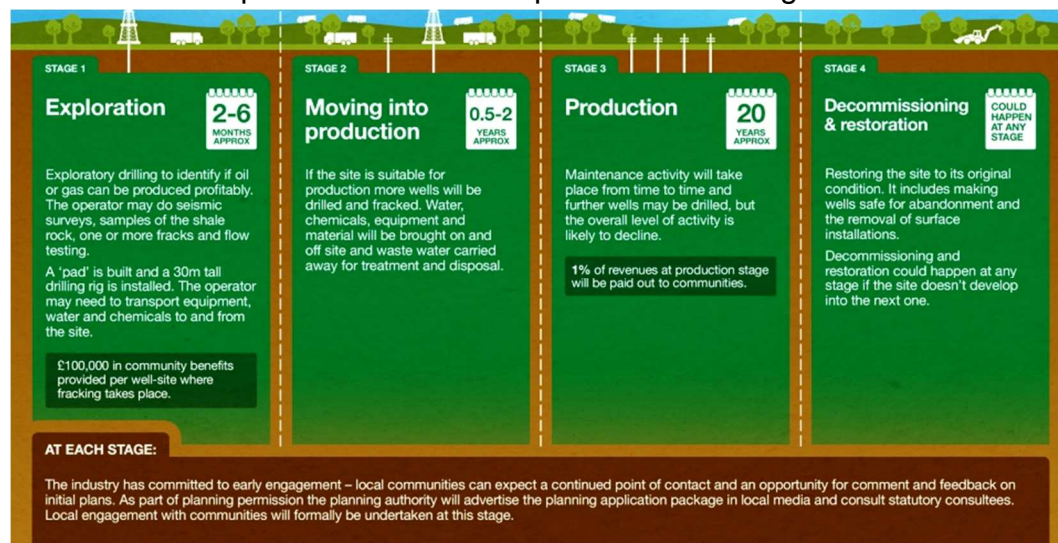 STAGE 1
Exploration
2-6
MONTHS
APPROX
Exploratory drilling to identify if oil
or gas can be produced profitably.
The operator may do seismic
surveys, samples of the shale
rock, one or more fracks and flow
testing.
A 'pad' is built and a 30m tall
drilling rig is installed. The operator
may need to transport equipment,
water and chemicals to and from
the site.
£100,000 in community benefits
provided per well-site where
fracking takes place.
STAGE 2
Moving into
production
0.5-2
YEARS
APPROX
If the site is suitable for
production more wells will be
drilled and fracked. Water,
chemicals, equipment and
material will be brought on and
off site and waste water carried
away for treatment and disposal.
STAGE 3
Production
20
YEARS
APPROX
Maintenance activity will take
place from time to time and
further wells may be drilled, but
the overall level of activity is
likely to decline.
1% of revenues at production stage
will be paid out to communities.
STAGE 4
Decommissioning
& restoration
COULD
HAPPEN
AT ANY
STAGE
Restoring the site to its original
condition. It includes making
wells safe for abandonment and
the removal of surface
installations.
Decommissioning and
restoration could happen at any
stage if the site doesn't develop
into the next one.
AT EACH STAGE:
The industry has committed to early engagement – local communities can expect a continued point of contact and an opportunity for comment and feedback on
initial plans. As part of planning permission the planning authority will advertise the planning application package in local media and consult statutory consultees.
Local engagement with communities will formally be undertaken at this stage.